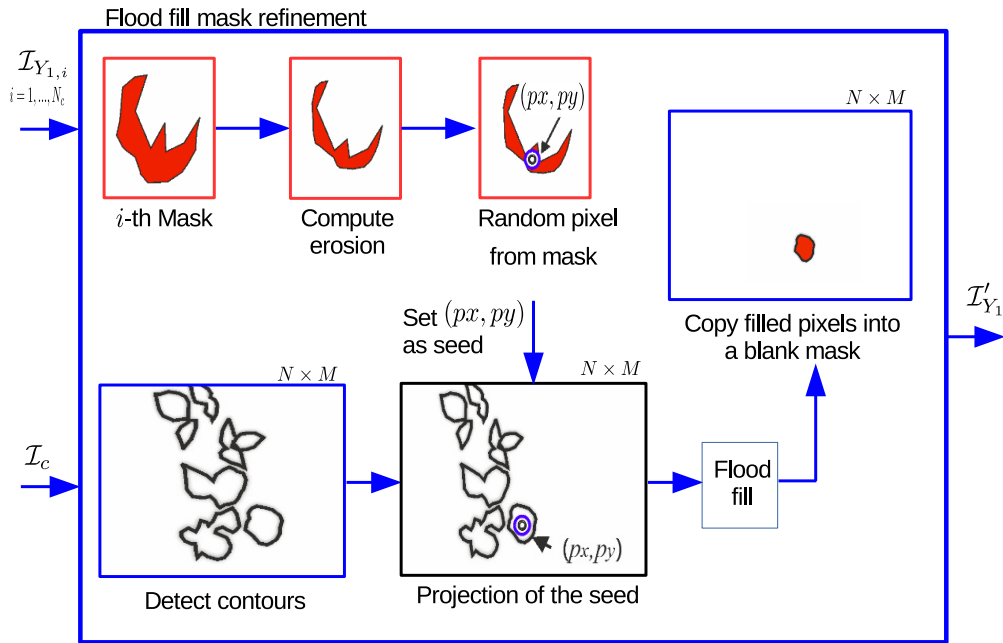 Flood fill mask refinement
𝓘_{Y_{1,i}}
i = 1,...,N_c
(px, py)
i-th Mask
Compute
erosion
Random pixel
from mask
N × M
Set (px, py)
as seed
Copy filled pixels into
a blank mask
𝓘'_{Y_1}
N × M
N × M
𝓘_c
Flood
fill
(px,py)
Detect contours
Projection of the seed